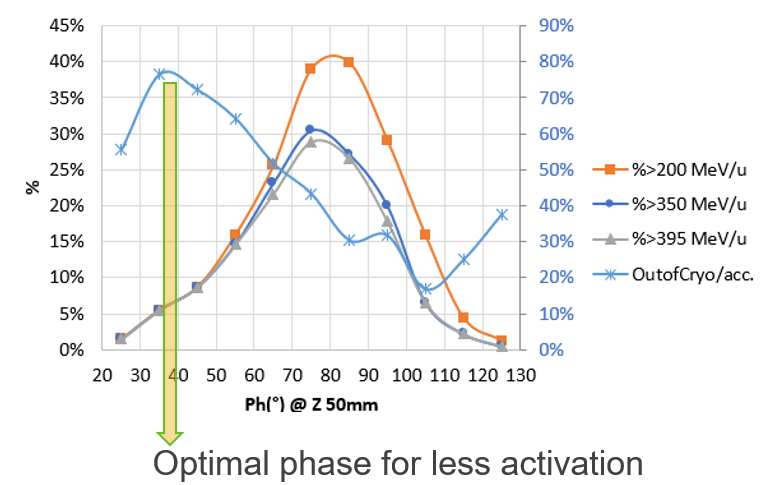 45% 90%
40% 80%
35% 70%
30% 60%
25% 50%
20% 40%
15% 30%
10% 20%
5% 10%
0% 0%
%
%>200 MeV/u
%>350 MeV/u
%>395 MeV/u
OutofCryo/acc.
20 30 40 50 60 70 80 90 100 110 120 130
Ph(°) @ Z 50mm
Optimal phase for less activation